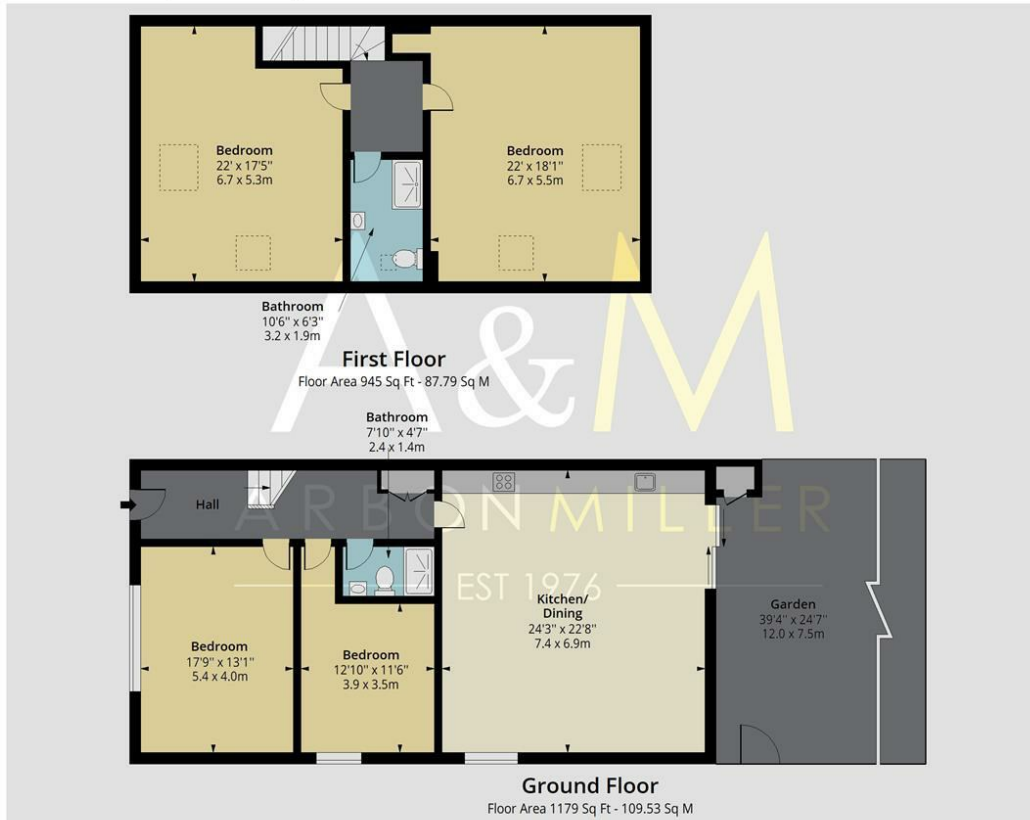 Bedroom
22' x 17'5"
6.7 x 5.3m
Bedroom
22' x 18'1"
6.7 x 5.5m
Bathroom
10'6" x 6'3"
3.2 x 1.9m
First Floor
Floor Area 945 Sq Ft - 87.79 Sq M
A&M
Bathroom
7'10" x 4'7"
2.4 x 1.4m
Hall
ARBON MILLER
EST 1976
Kitchen/
Dining
24'3" x 22'8"
7.4 x 6.9m
Garden
39'4" x 24'7"
12.0 x 7.5m
Bedroom
17'9" x 13'1"
5.4 x 4.0m
Bedroom
12'10" x 11'6"
3.9 x 3.5m
Ground Floor
Floor Area 1179 Sq Ft - 109.53 Sq M